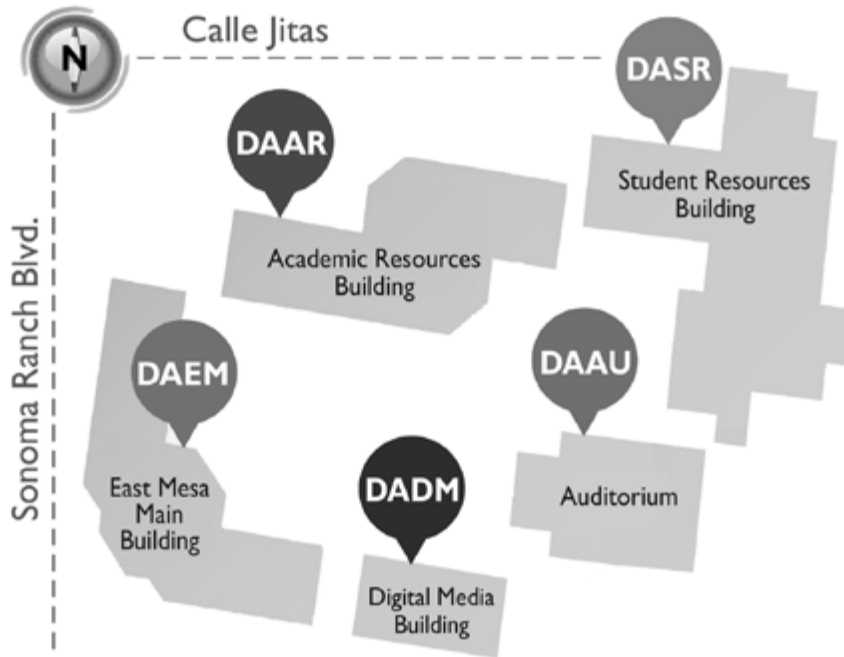 N
Calle Jitas
DASR
DAAR
Student Resources
Building
Academic Resources
Building
Sonoma Ranch Blvd.
DAEM
DAAU
East Mesa
Main
Building
DADM
Auditorium
Digital Media
Building